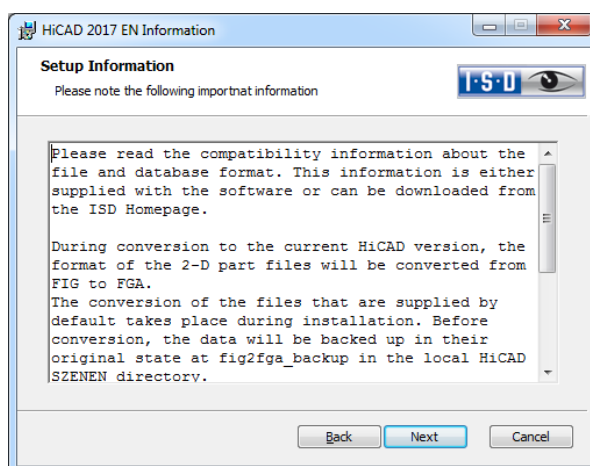 HiCAD 2017 EN Information
Setup Information
Please note the following importnat information
I·S·D
Please read the compatibility information about the
file and database format. This information is either
supplied with the software or can be downloaded from
the ISD Homepage.
During conversion to the current HiCAD version, the
format of the 2-D part files will be converted from
FIG to FGA.
The conversion of the files that are supplied by
default takes place during installation. Before
conversion, the data will be backed up in their
original state at fig2fga_backup in the local HiCAD
SZENEN directory.
Back Next Cancel